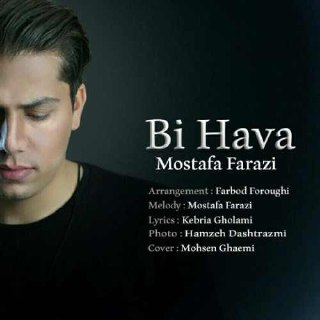 Bi Hava
Mostafa Farazi
Arrangement : Farbod Foroughi
Melody : Mostafa Farazi
Lyrics : Kebria Gholami
Photo : Hamzeh Dashtrazmi
Cover : Mohsen Ghaemi